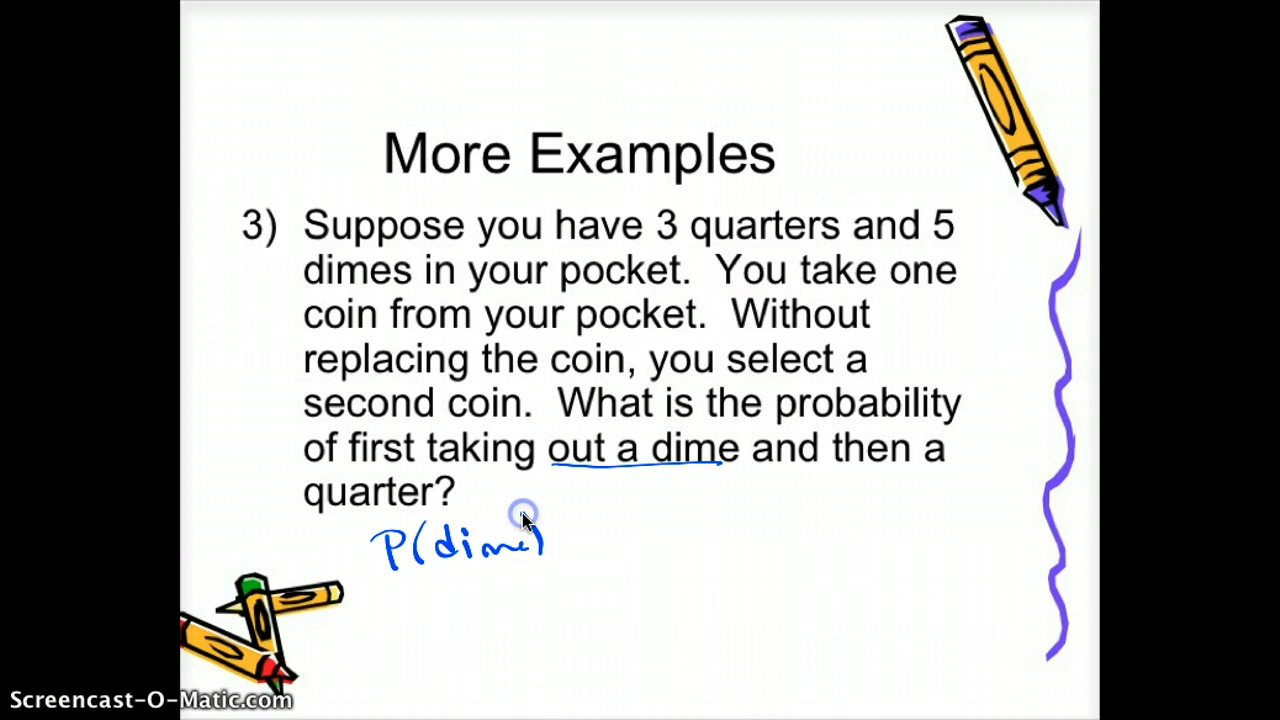 More Examples
3) Suppose you have 3 quarters and 5
dimes in your pocket. You take one
coin from your pocket. Without
replacing the coin, you select a
second coin. What is the probability
of first taking out a dime and then a
quarter?
P(dime)
Screencast-O-Matic.com